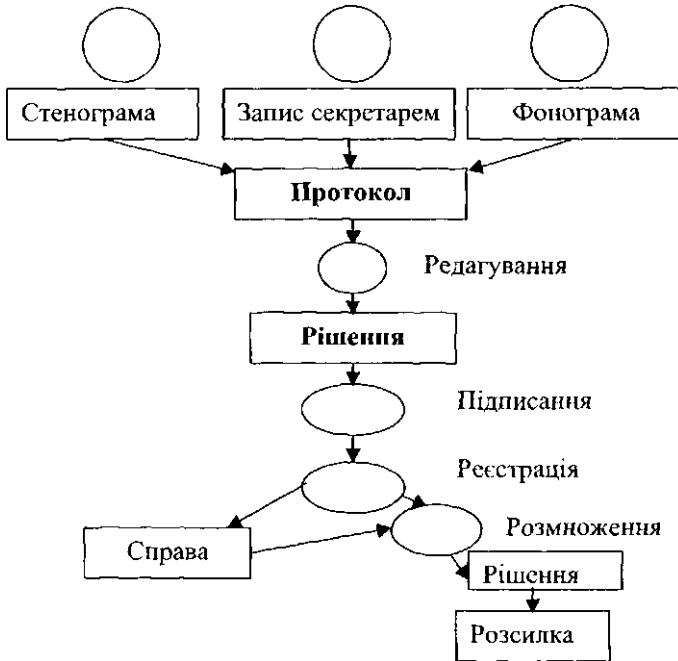 Стенограма
Запис секретарем
Фонограма
Протокол
Редагування
Рішення
Підписання
Реєстрація
Розмноження
Справа
Рішення
Розсилка